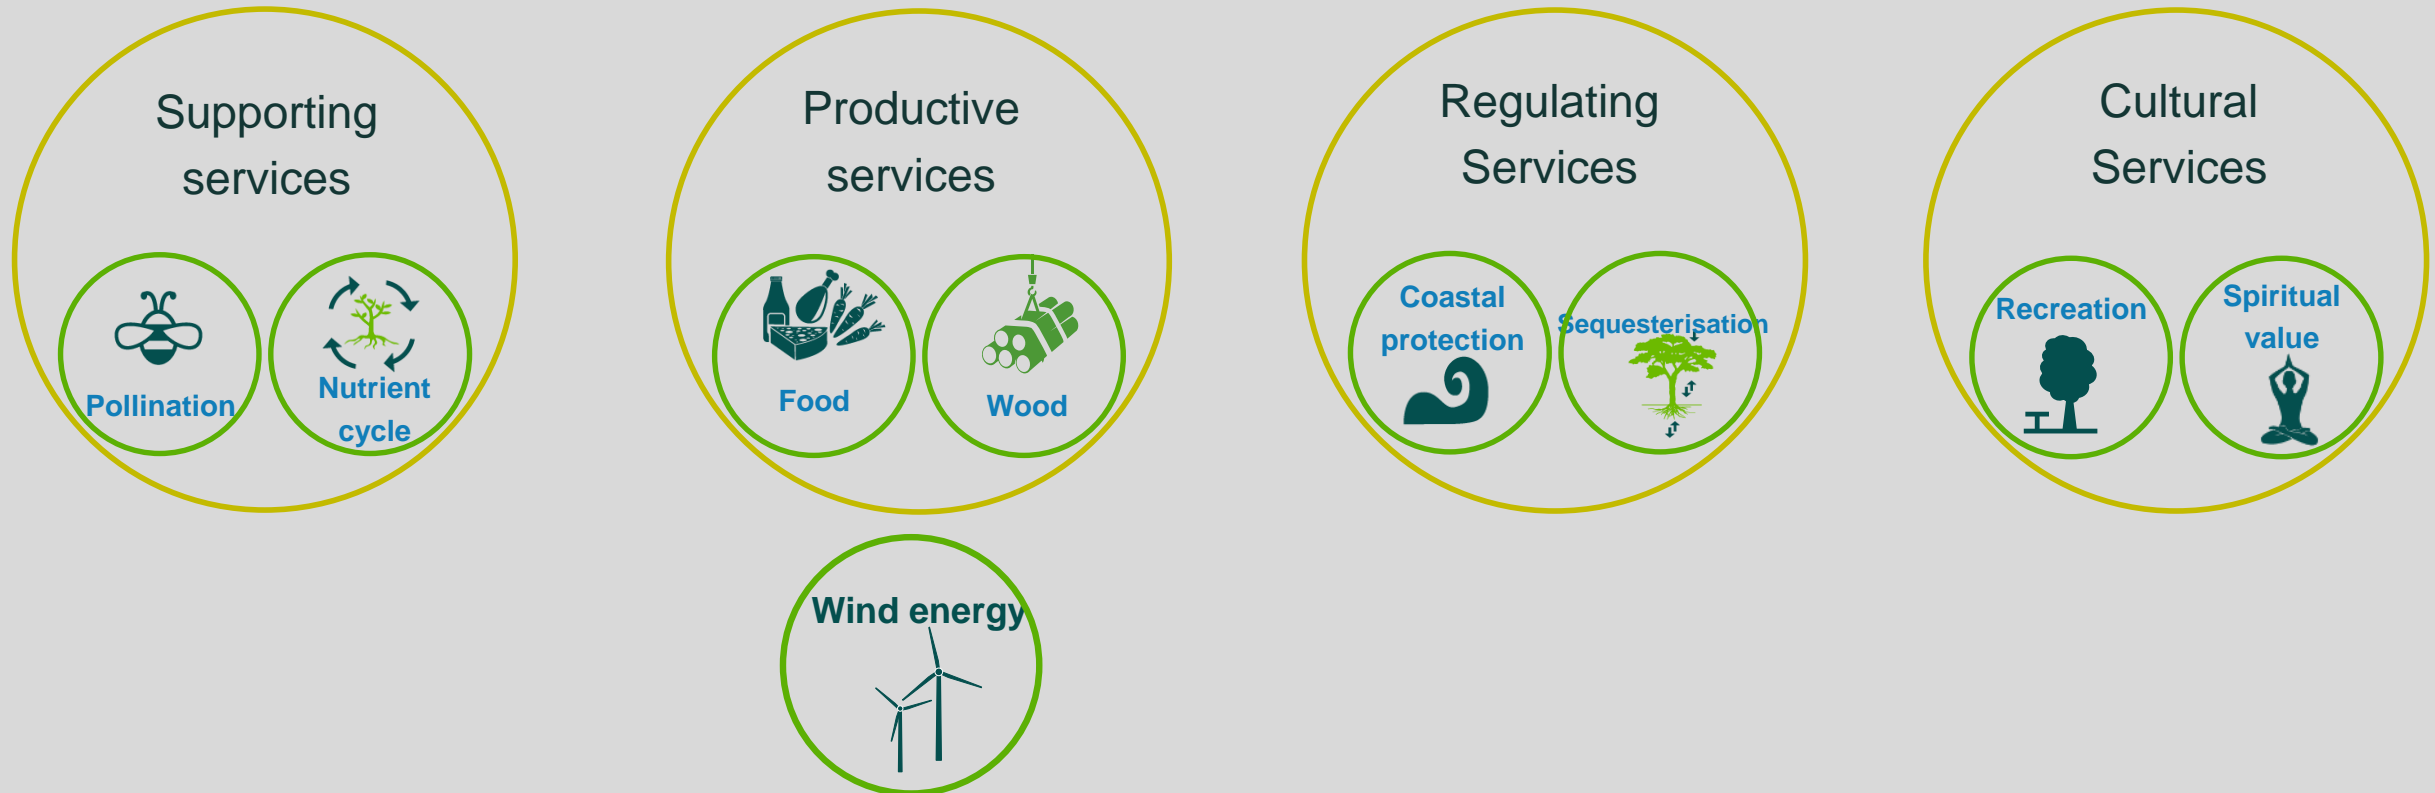 Supporting
services
Pollination
Nutrient
cycle
Productive
services
Food
Wood
Regulating
Services
Coastal
protection
Sequesterisation
Cultural
Services
Recreation
Spiritual
value
Wind energy